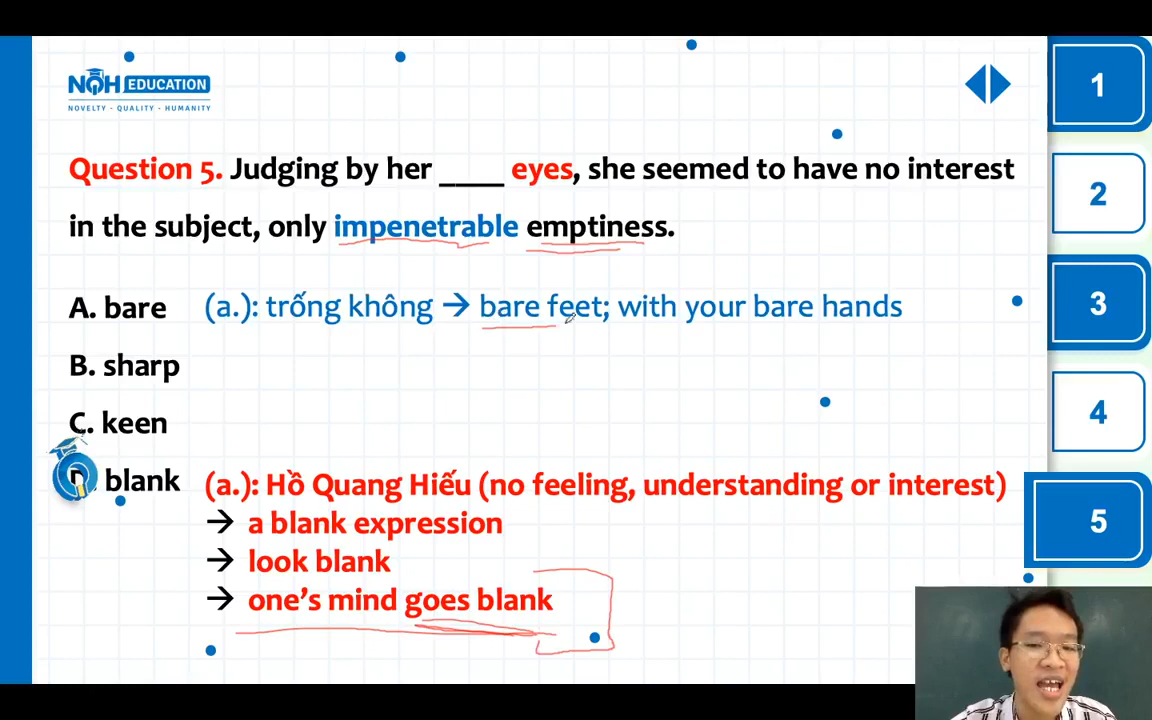 NQH EDUCATION
NOVELTY - QUALITY - HUMANITY
1
2
3
4
5
Question 5. Judging by her ____ eyes, she seemed to have no interest
in the subject, only impenetrable emptiness.
A. bare (a.): trống không → bare feet; with your bare hands
B. sharp
C. keen
D. blank (a.): Hồ Quang Hiếu (no feeling, understanding or interest)
→ a blank expression
→ look blank
→ one's mind goes blank